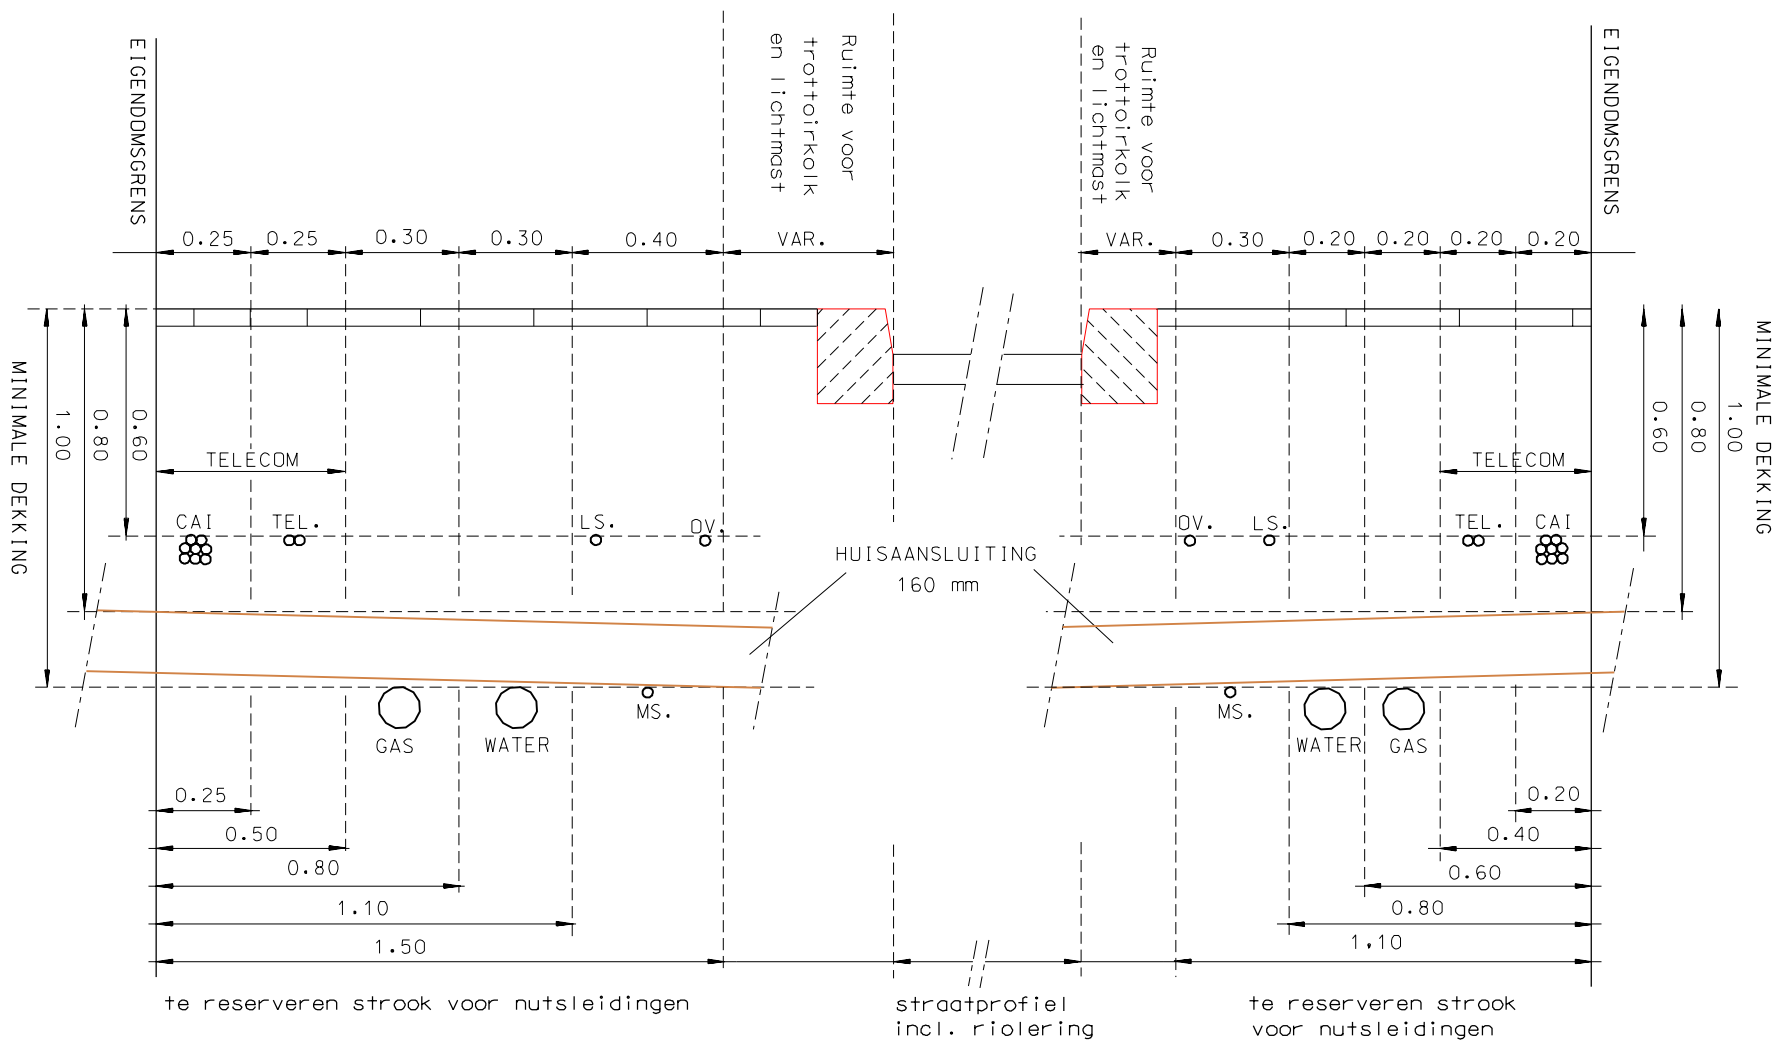 EIGENDOMSGRENS
Ruimte voor
trottoirkolk
en lichtmast
Ruimte voor
trottoirkolk
en lichtmast
EIGENDOMSGRENS
0.25
0.25
0.30
0.30
0.40
VAR.
VAR.
0.30
0.20
0.20
0.20
0.20
MINIMALE DEKKING
1.00
0.80
0.60
0.60
0.80
1.00
MINIMALE DEKKING
TELECOM
TELECOM
CAI
TEL.
LS.
OV.
OV.
LS.
TEL.
CAI
HUISAANSLUITING
160 mm
GAS
WATER
MS.
MS.
WATER
GAS
0.25
0.50
0.80
1.10
1.50
0.20
0.40
0.60
0.80
1.10
te reserveren strook voor nutsleidingen
straatprofiel
incl. riolering
te reserveren strook
voor nutsleidingen